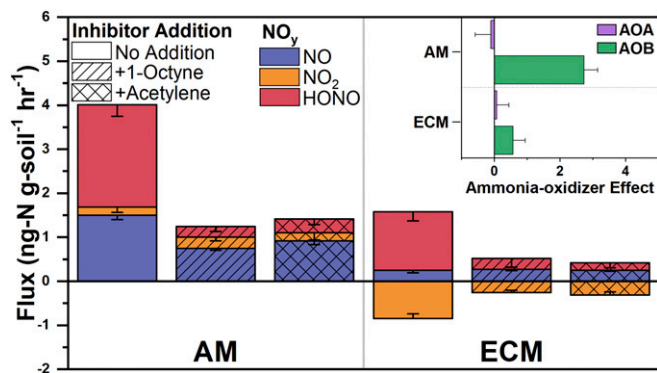 Flux (ng-N g-soil⁻¹ hr⁻¹)
6
5
4
3
2
1
0
-1
-2
Inhibitor Addition
No Addition
+1-Octyne
+Acetylene
NOy
NO
NO₂
HONO
AM
ECM
AOA
AOB
AM
ECM
0 2 4
Ammonia-oxidizer Effect